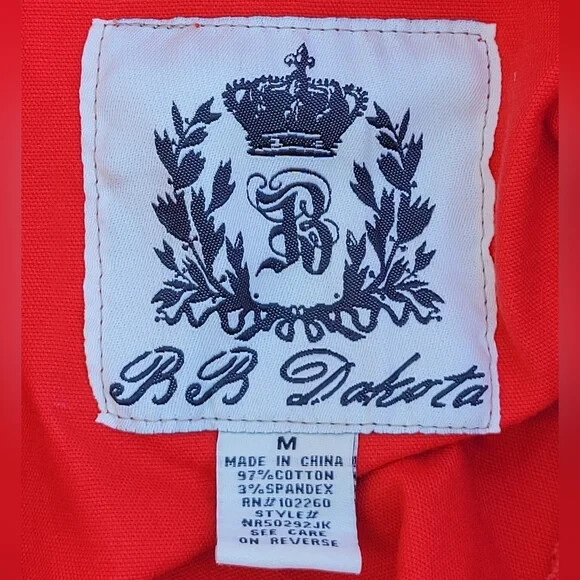 B
BB Dakota
M
MADE IN CHINA
97%COTTON
3%SPANDEX
RN# 102260
STYLE#
NR50292JK
SEE CARE
ON REVERSE